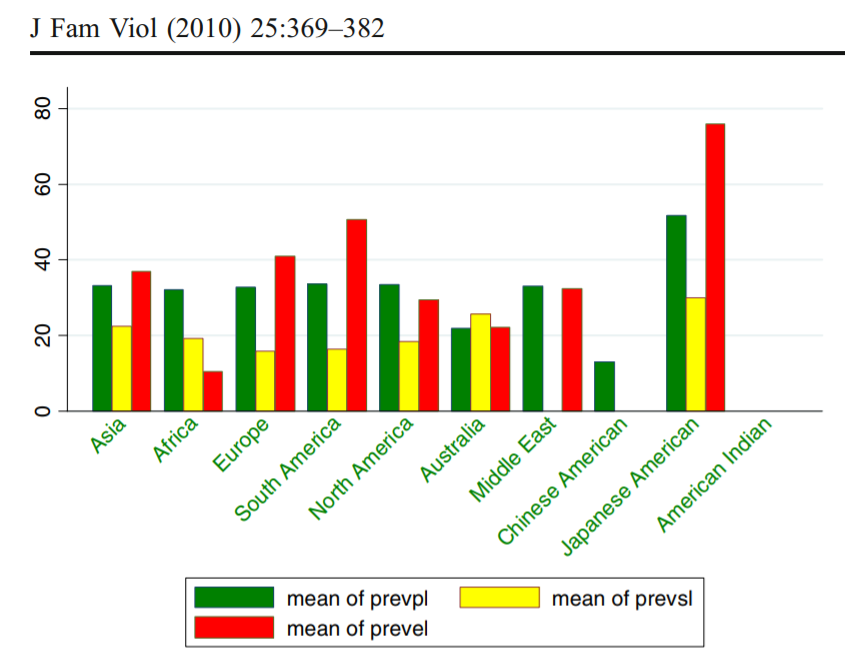 J Fam Viol (2010) 25:369–382
80
60
40
20
0
Asia
Africa
Europe
South America
North America
Australia
Middle East
Chinese American
Japanese American
American Indian
mean of prevpl
mean of prevsl
mean of prevel